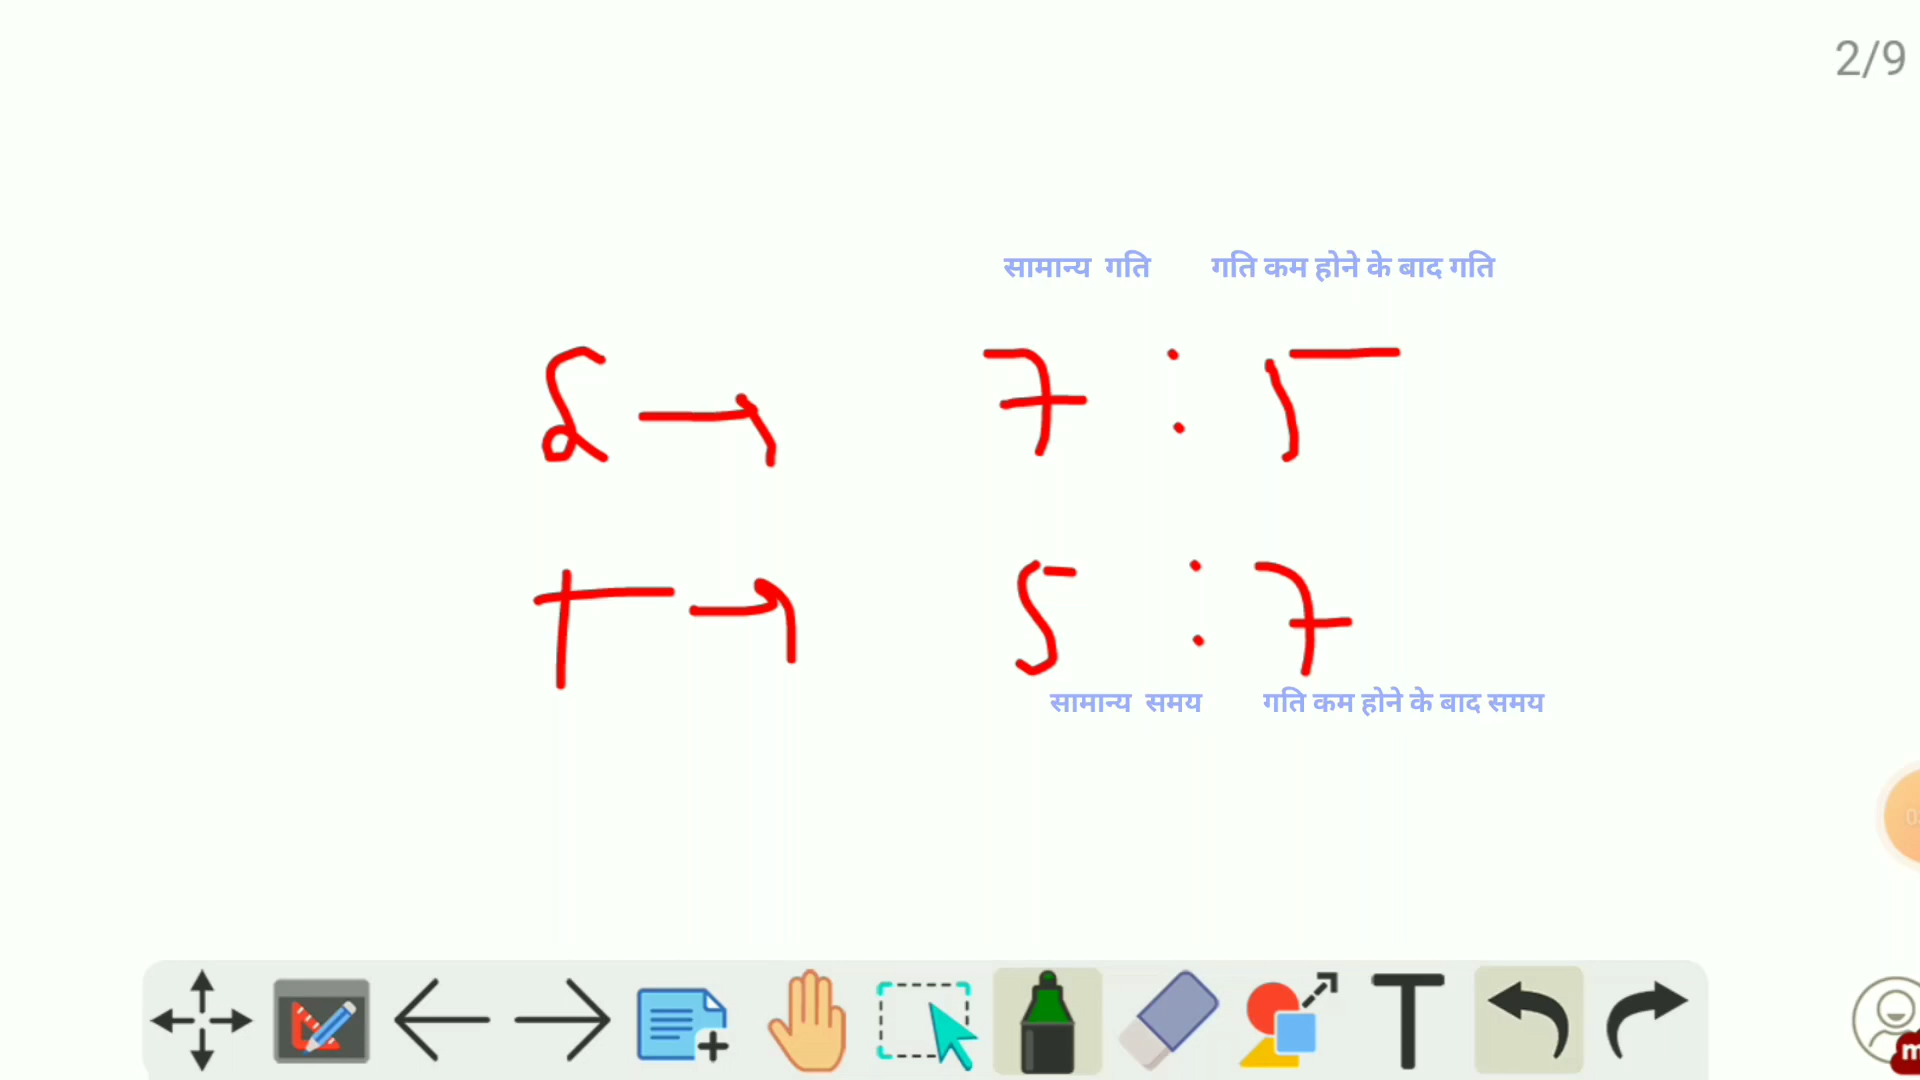 2/9
सामान्य गति गति कम होने के बाद गति
S → 7 : 5
T → 5 : 7
सामान्य समय गति कम होने के बाद समय
T